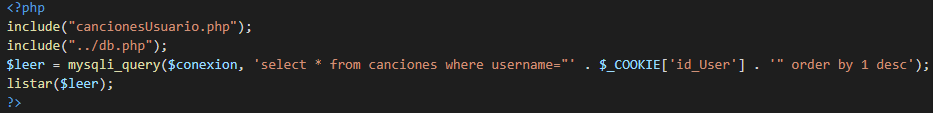 <?php
include("cancionesUsuario.php");
include("../db.php");
$leer = mysqli_query($conexion, 'select * from canciones where username="' . $_COOKIE['id_User'] . '" order by 1 desc');
listar($leer);
?>